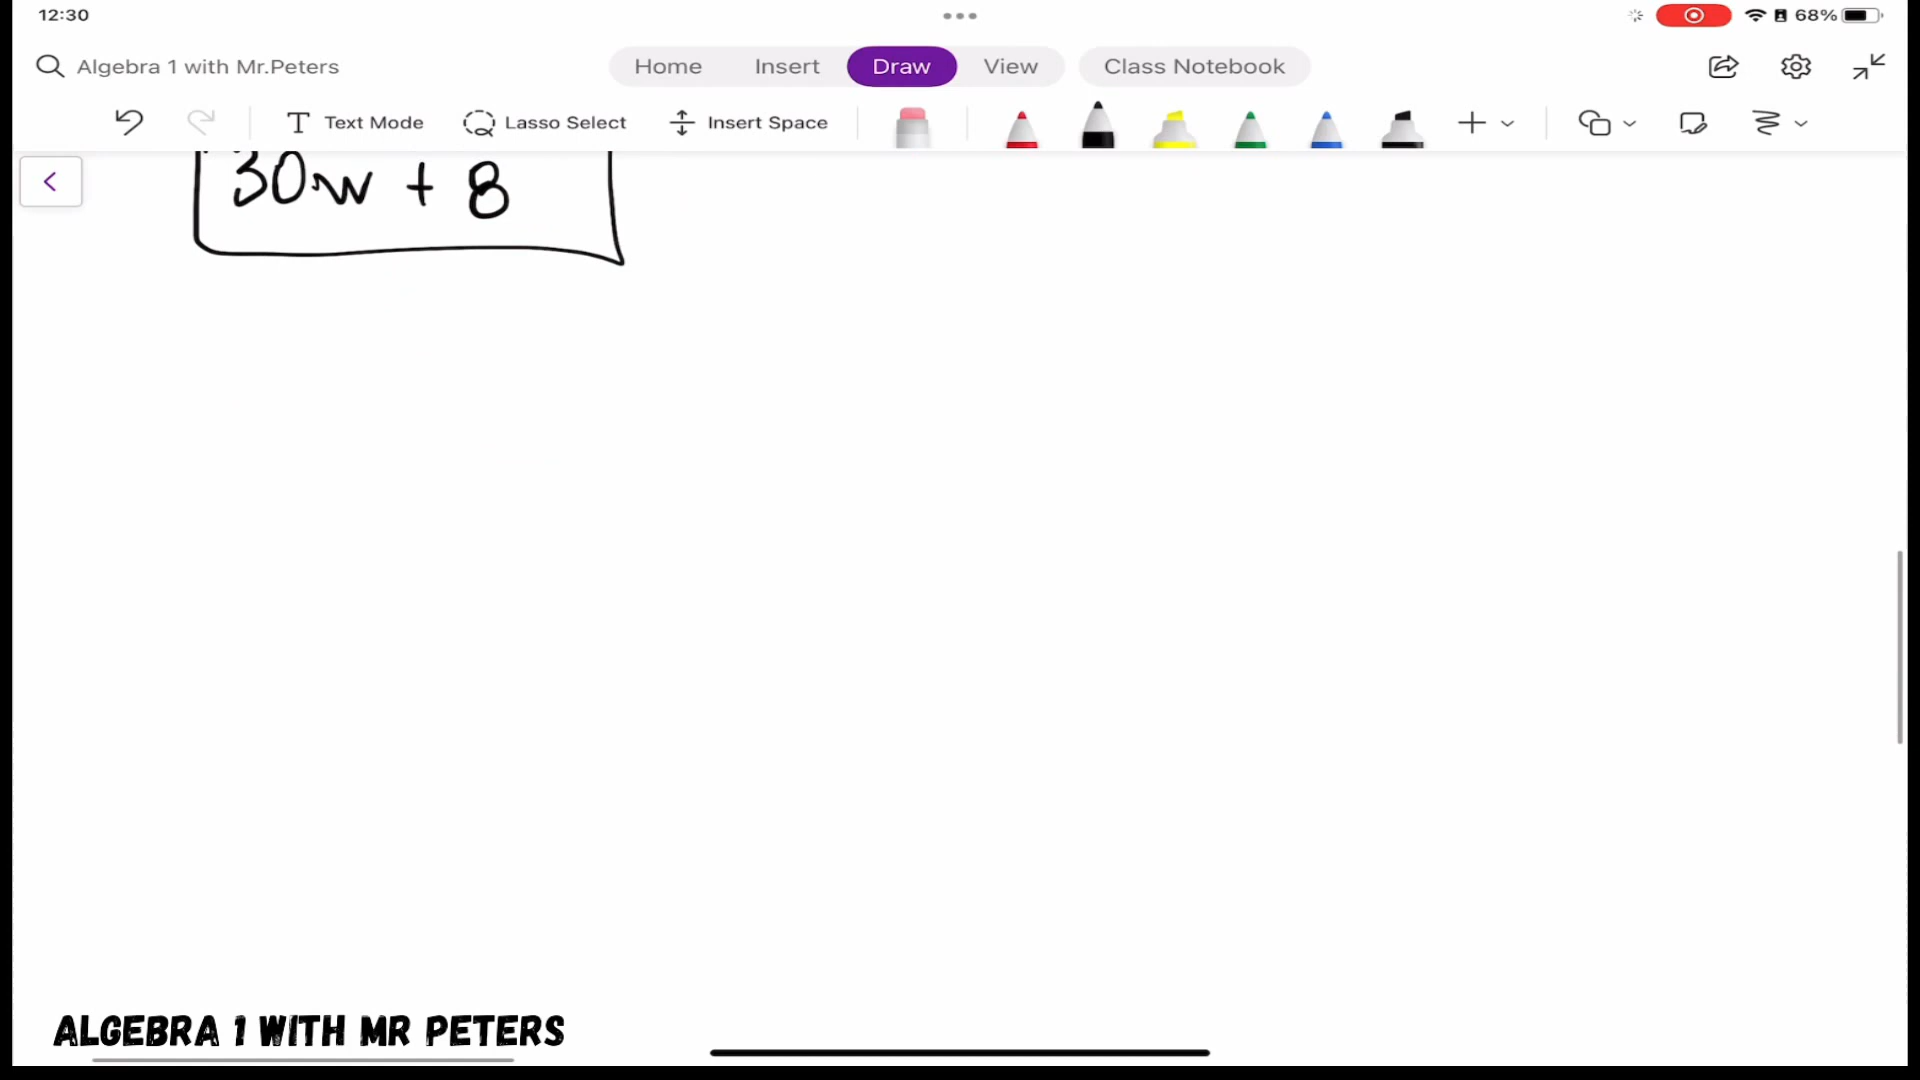 12:30
68%
Algebra 1 with Mr.Peters
Home Insert Draw View Class Notebook
Text Mode Lasso Select Insert Space
30w + 8
ALGEBRA 1 WITH MR PETERS